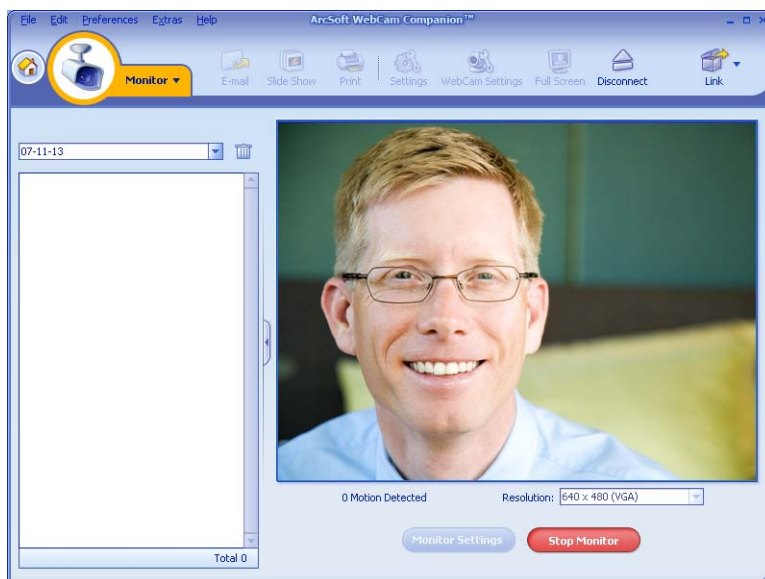 File Edit Preferences Extras Help ArcSoft WebCam Companion™
Monitor
E-mail Slide Show Print Settings WebCam Settings Full Screen Disconnect Link
07-11-13
0 Motion Detected Resolution: 640 x 480 (VGA)
Monitor Settings Stop Monitor
Total 0